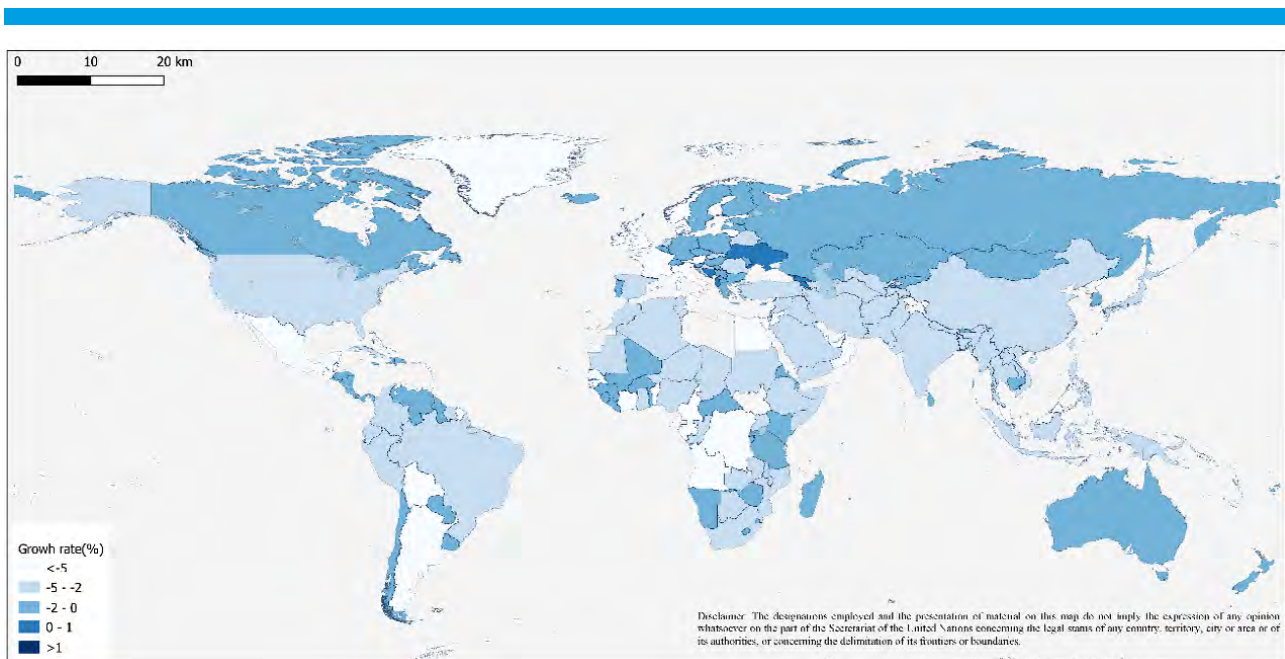 0 10 20 km
Growh rate(%)
<-5
-5 - -2
-2 - 0
0 - 1
>1
Disclaimer: The designations employed and the presentation of material on this map do not imply the expression of any opinion
whatsoever on the part of the Secretariat of the United Nations concerning the legal status of any country, territory, city or area or of
its authorities, or concerning the delimitation of its frontiers or boundaries.